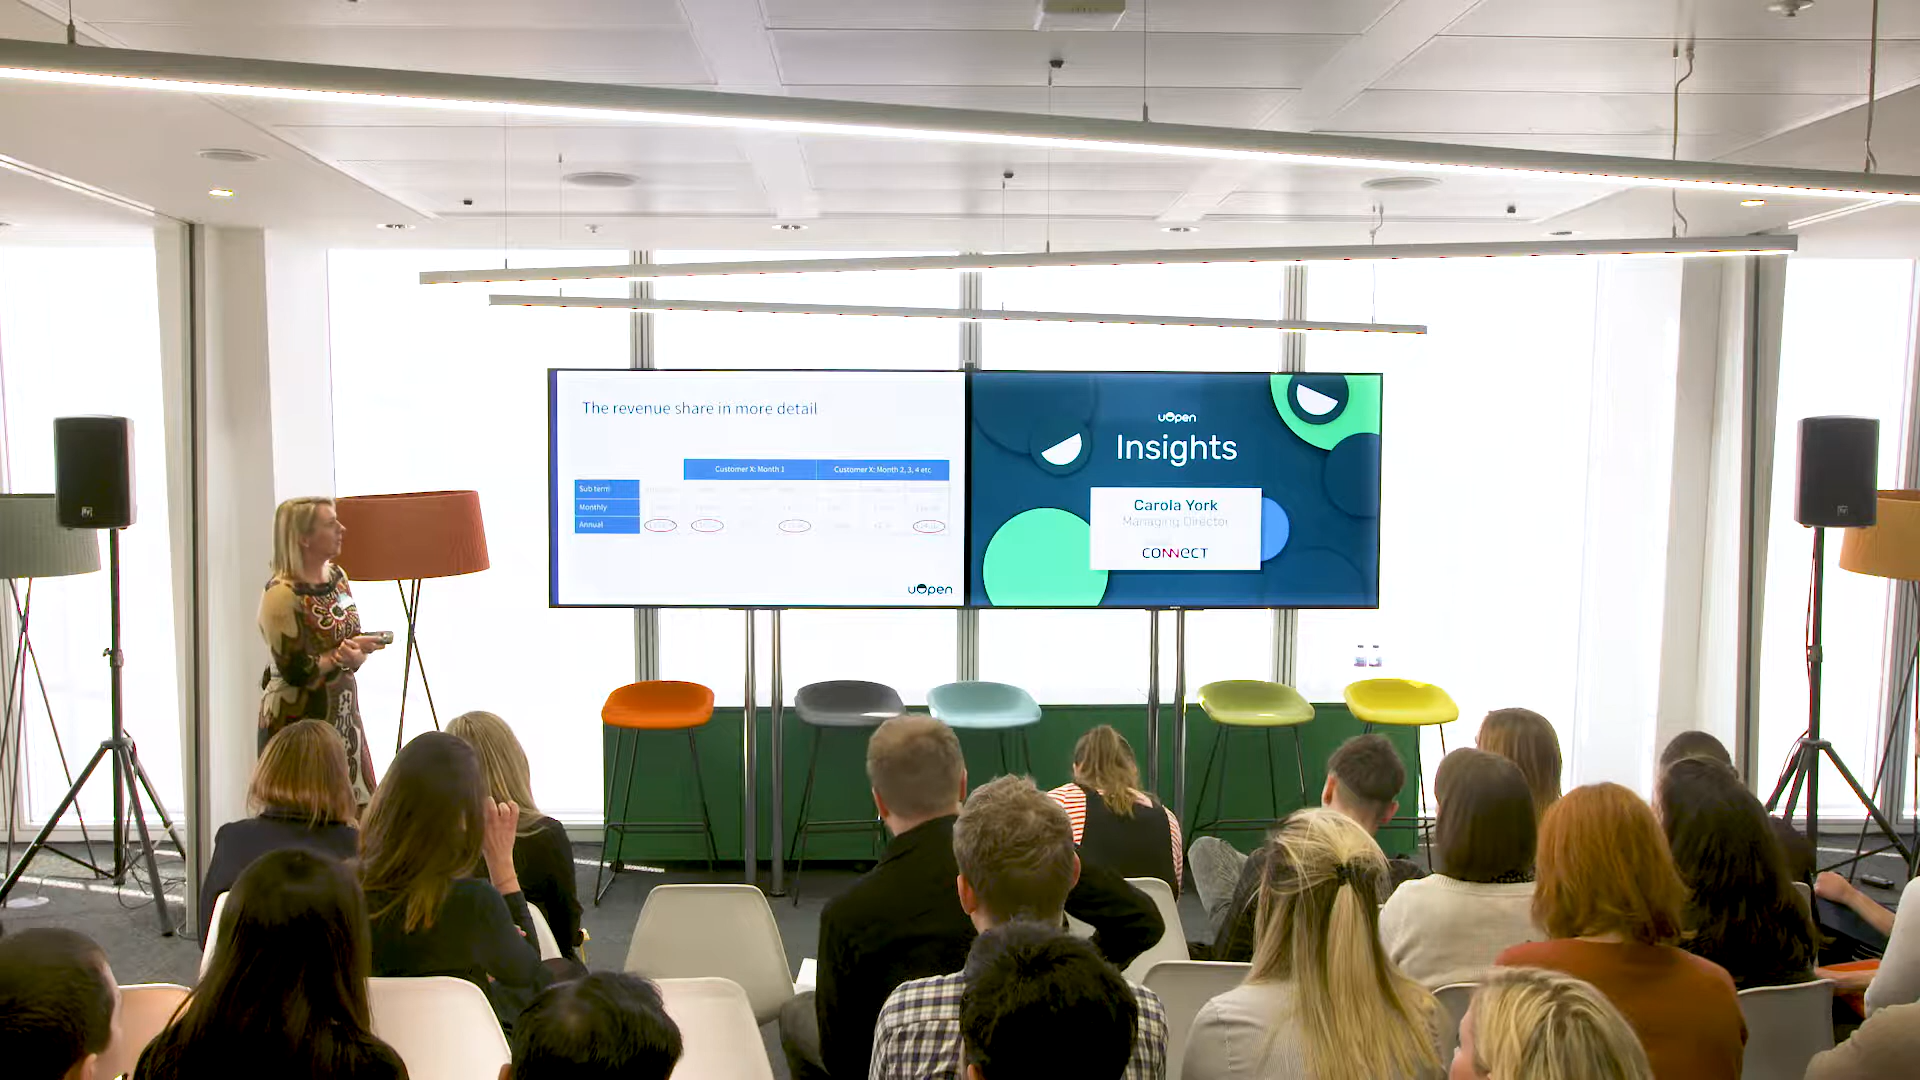 The revenue share in more detail
Customer X: Month 1
Customer X: Month 2, 3, 4 etc
Sub term
Monthly
Annual
uOpen
uOpen
Insights
Carola York
Managing Director
CONNECT